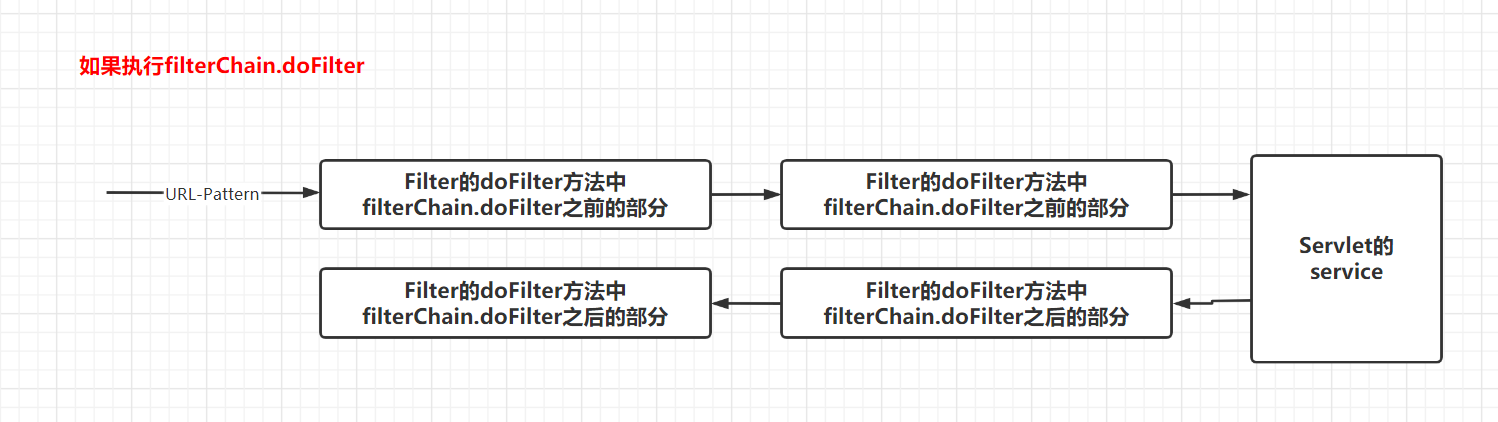 如果执行filterChain.doFilter
URL-Pattern
Filter的doFilter方法中
filterChain.doFilter之前的部分
Filter的doFilter方法中
filterChain.doFilter之前的部分
Servlet的
service
Filter的doFilter方法中
filterChain.doFilter之后的部分
Filter的doFilter方法中
filterChain.doFilter之后的部分